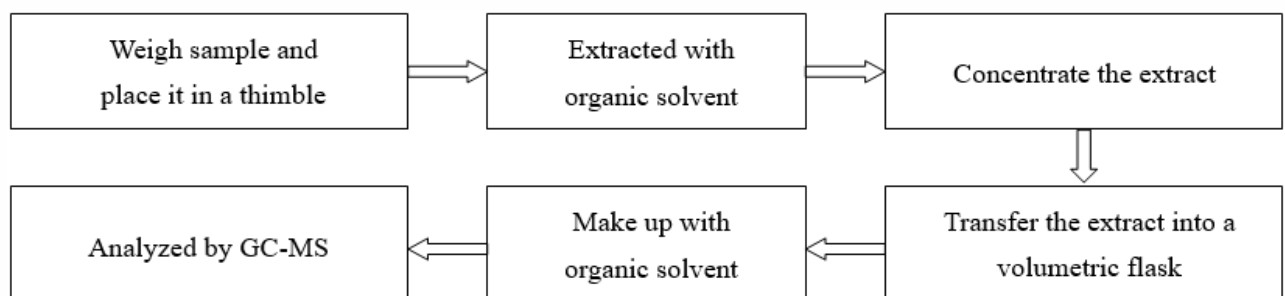 Weigh sample and
place it in a thimble
Extracted with
organic solvent
Concentrate the extract
Transfer the extract into a
volumetric flask
Make up with
organic solvent
Analyzed by GC-MS